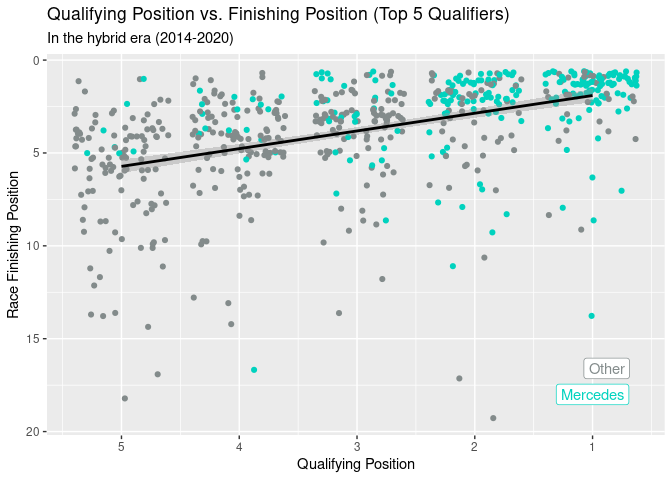 Qualifying Position vs. Finishing Position (Top 5 Qualifiers)
In the hybrid era (2014-2020)
0
5
10
15
20
Race Finishing Position
Other
Mercedes
5 4 3 2 1
Qualifying Position